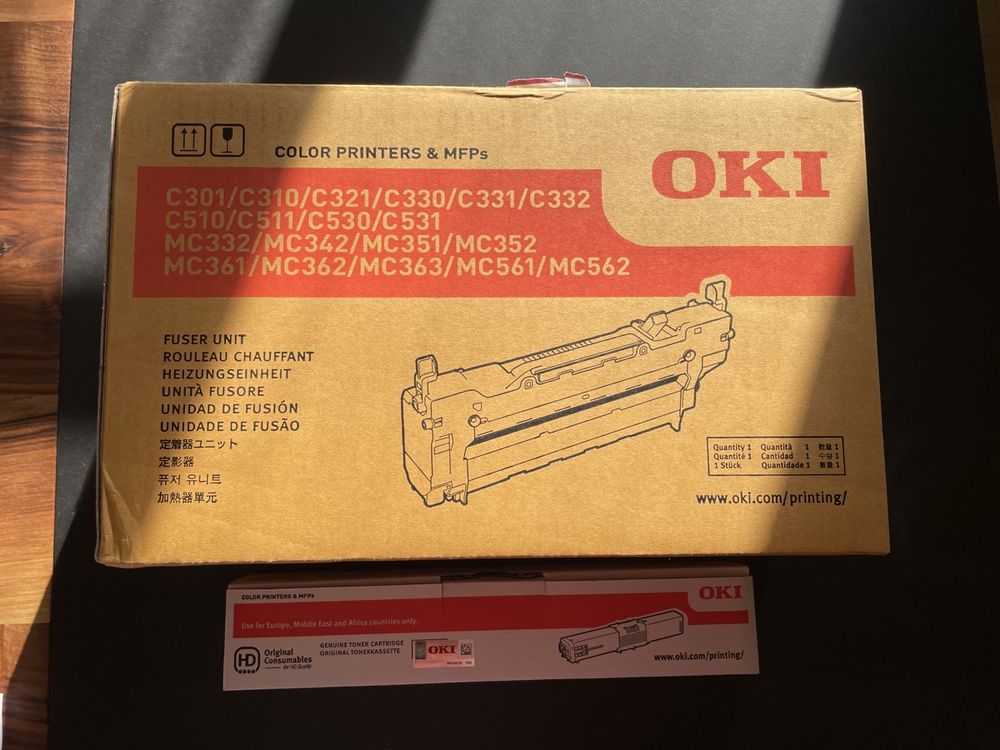 COLOR PRINTERS & MFPs
OKI
C301/C310/C321/C330/C331/C332
C510/C511/C530/C531
MC332/MC342/MC351/MC352
MC361/MC362/MC363/MC561/MC562
FUSER UNIT
ROULEAU CHAUFFANT
HEIZUNGSEINHEIT
UNITÀ FUSORE
UNIDAD DE FUSIÓN
UNIDADE DE FUSÃO
定着器ユニット
定影器
퓨저 유니트
加熱器單元
Quantity 1 Quantità 1 数量 1
Quantité 1 Cantidad 1 수량 1
1 Stück Quantidade 1 數量 1
www.oki.com/printing/
COLOR PRINTERS & MFPs
OKI
Use for Europe, Middle East and Africa countries only.
HD Original Consumables
for HD Quality
GENUINE TONER CARTRIDGE
ORIGINAL TONERKASSETTE
OKI
www.oki.com/printing/